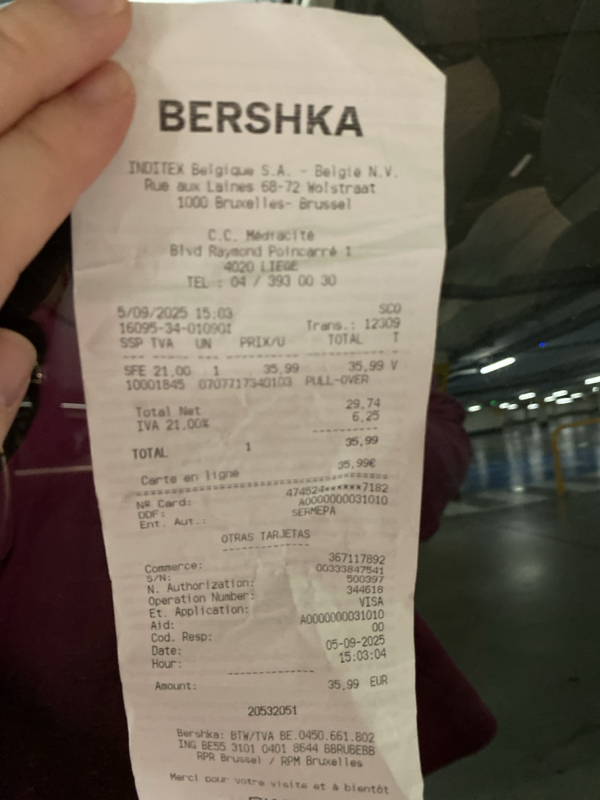 BERSHKA
INDITEX Belgique S.A. - België N.V.
Rue aux Laines 68-72 Wolstraat
1000 Bruxelles- Brussel
C.C. Médiacité
Blvd Raymond Poincarré 1
4020 LIEGE
TEL : 04 / 393 00 30
5/09/2025 15:03 SCO
16095-34-010901 Trans.: 12309
SSP TVA UN PRIX/U TOTAL T
SFE 21,00 1 35,99 35,99 V
10001845 0707717340103 PULL-OVER
Total Net 29,74
IVA 21,00% 6,25
TOTAL 1 35,99
Carte en ligne 35,99€
NR Card: 474524******7182
DDF: A0000000031010
Ent. Aut.: SERMEPA
OTRAS TARJETAS
Commerce: 367117892
S/N: 00333847541
N. Authorization: 500397
Operation Number: 344618
Et. Application: VISA
Aid: A0000000031010
Cod. Resp: 00
Date: 05-09-2025
Hour: 15:03:04
Amount: 35,99 EUR
20532051
Bershka: BTW/TVA BE.0450.661.802
ING BE55 3101 0401 8644 BBRUBEBB
RPR Brussel / RPM Bruxelles
Merci pour votre visite et à bientôt